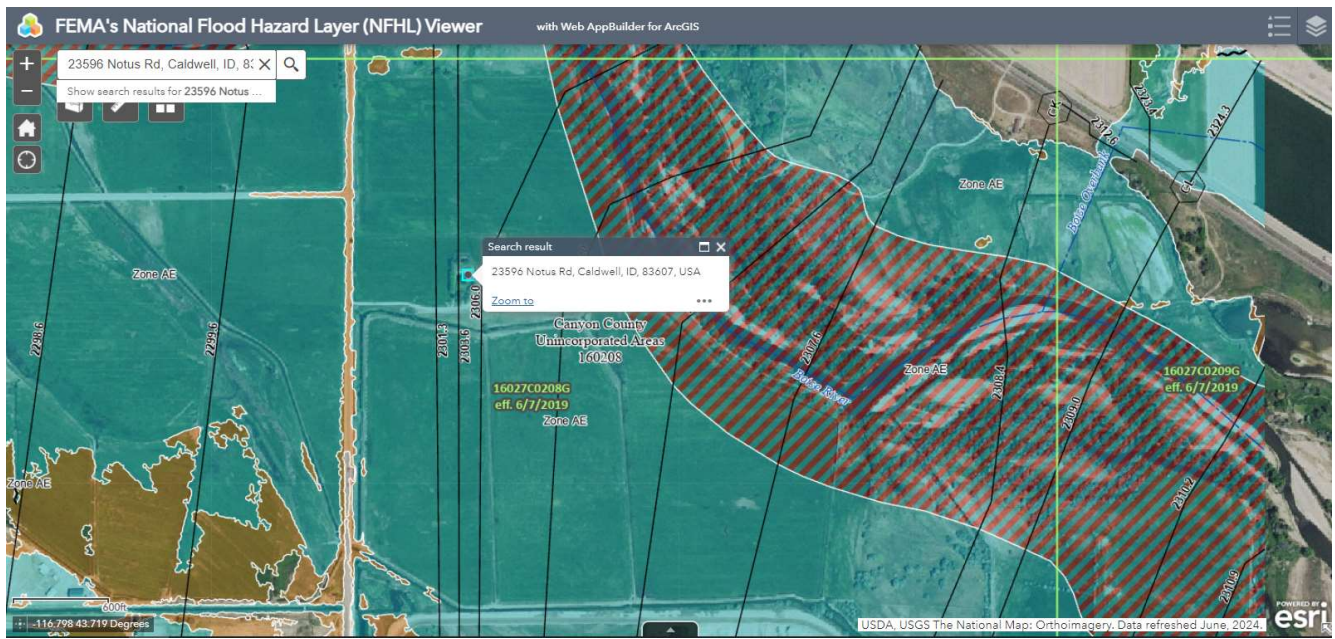 FEMA's National Flood Hazard Layer (NFHL) Viewer
with Web AppBuilder for ArcGIS
23596 Notus Rd, Caldwell, ID, 83
Show search results for 23596 Notus ...
2323.4
CK
2312.6
2324.3
CL
Zone AE
Boise Overbank
Search result
23596 Notus Rd, Caldwell, ID, 83607, USA
Zoom to
Zone AE
2298.6
2299.6
2301.3
2303.6
2306.0
Canyon County
Unincorporated Areas
160208
2307.6
Boise River
Zone AE
2308.4
2309.0
16027C0208G
eff. 6/7/2019
Zone AE
16027C0209G
eff. 6/7/2019
Zone AE
2310.2
2310.9
600ft
-116.798 43.719 Degrees
USDA, USGS The National Map: Orthoimagery. Data refreshed June, 2024.
POWERED BY
esri